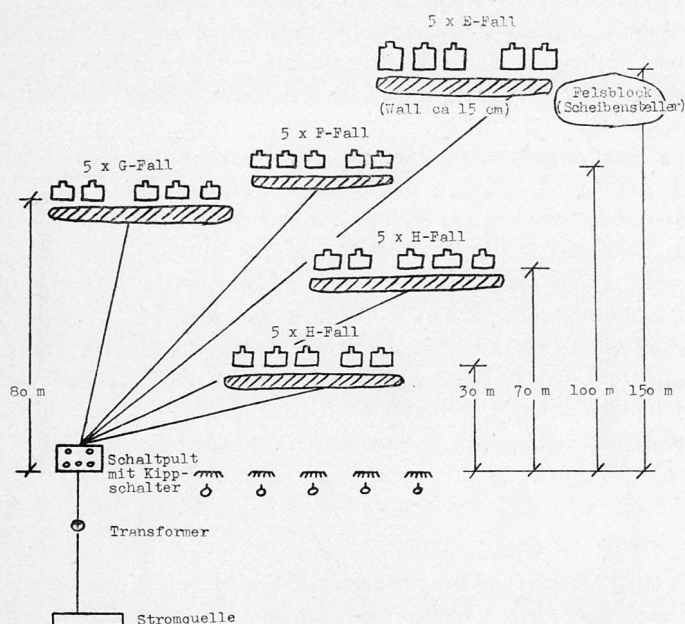 5 x E-Fall
Felsblock
(Scheibensteller)
(Wall ca 15 cm)
5 x F-Fall
5 x G-Fall
5 x H-Fall
5 x H-Fall
80 m
30 m
70 m
100 m
150 m
Schaltpult
mit Kipp-
schalter
Transformer
Stromquelle